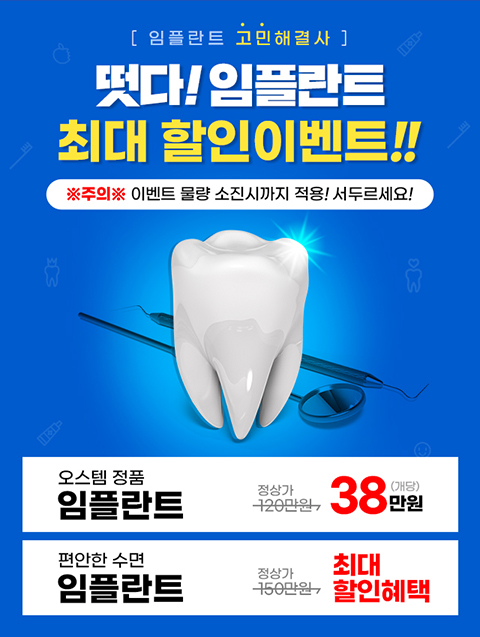 [ 임플란트 고민해결사 ]
떳다! 임플란트
최대 할인이벤트!!
※주의※ 이벤트 물량 소진시까지 적용! 서두르세요!
오스템 정품
임플란트
정상가
120만원
38만원
(개당)
편안한 수면
임플란트
정상가
150만원
최대
할인혜택